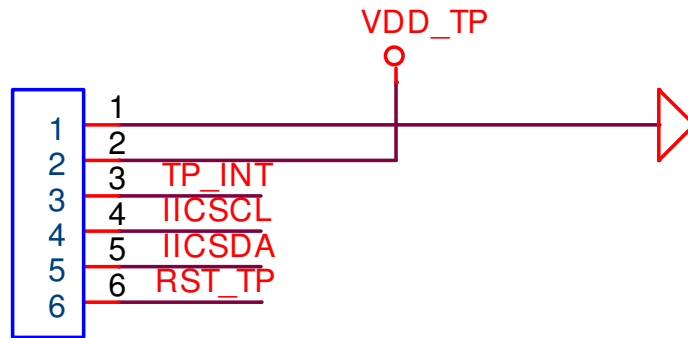 VDD_TP
1 1
2 2
3 3 TP_INT
4 4 IICSCL
5 5 IICSDA
6 6 RST_TP